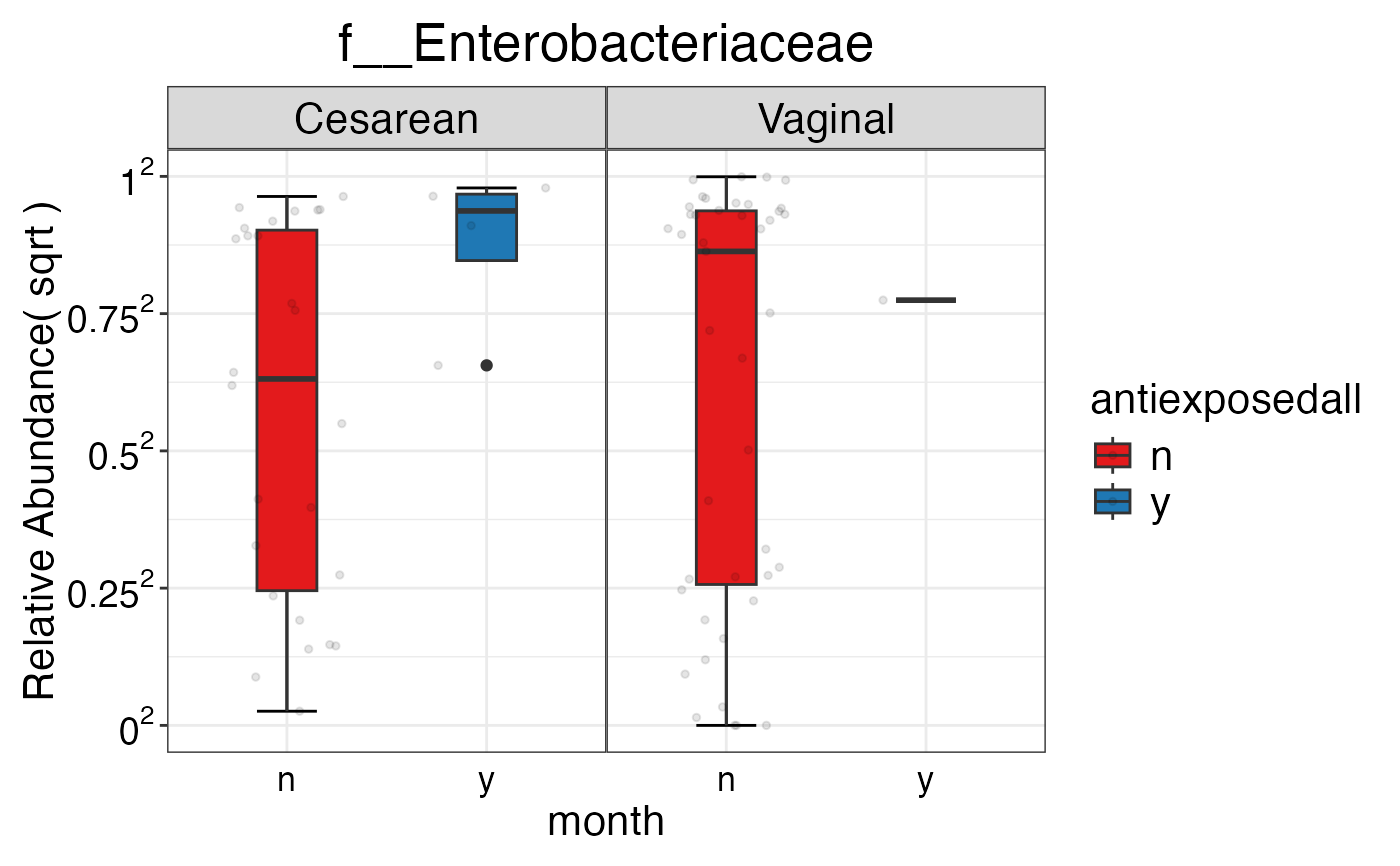 f__Enterobacteriaceae
Cesarean Vaginal
Relative Abundance( sqrt )
1²
0.75²
0.5²
0.25²
0²
n y n y
month
antiexposedall
n
y